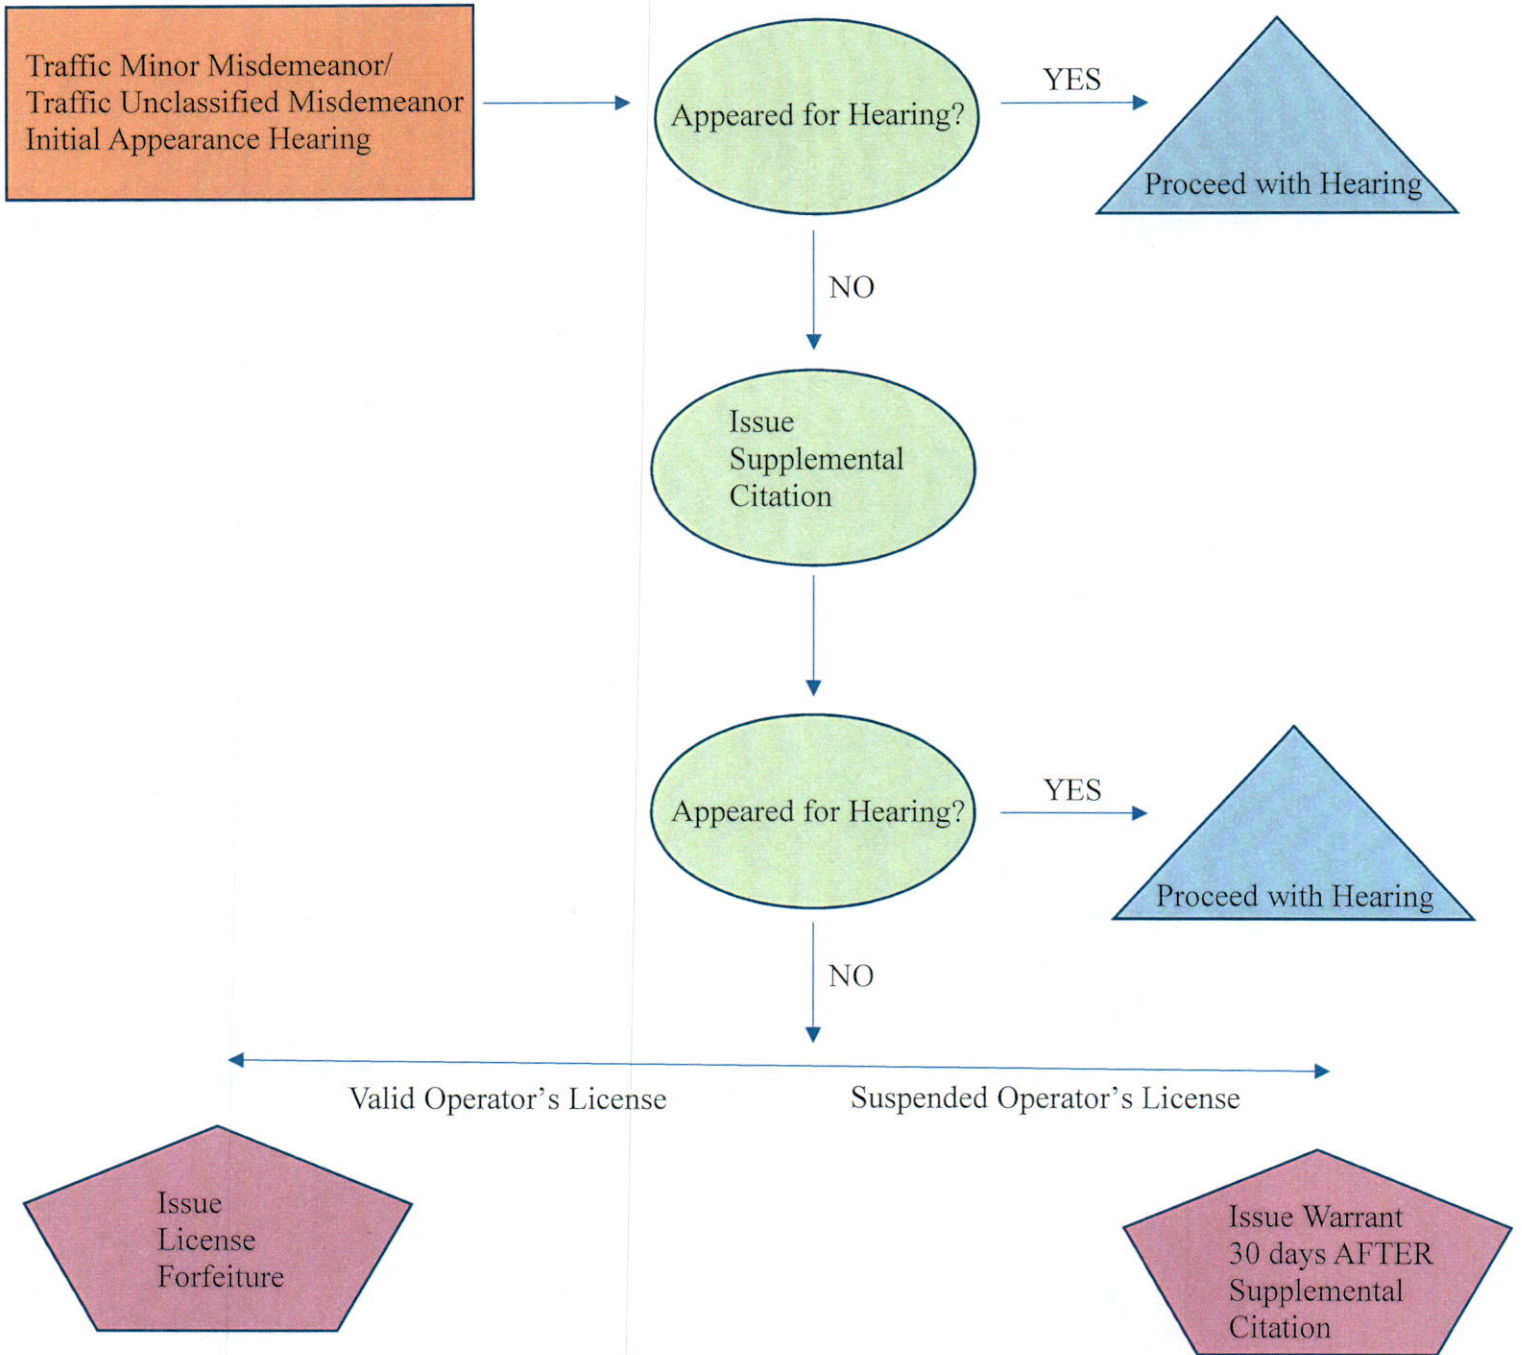 Traffic Minor Misdemeanor/
Traffic Unclassified Misdemeanor
Initial Appearance Hearing
Appeared for Hearing?
YES
Proceed with Hearing
NO
Issue
Supplemental
Citation
Appeared for Hearing?
YES
Proceed with Hearing
NO
Valid Operator’s License
Suspended Operator’s License
Issue
License
Forfeiture
Issue Warrant
30 days AFTER
Supplemental
Citation